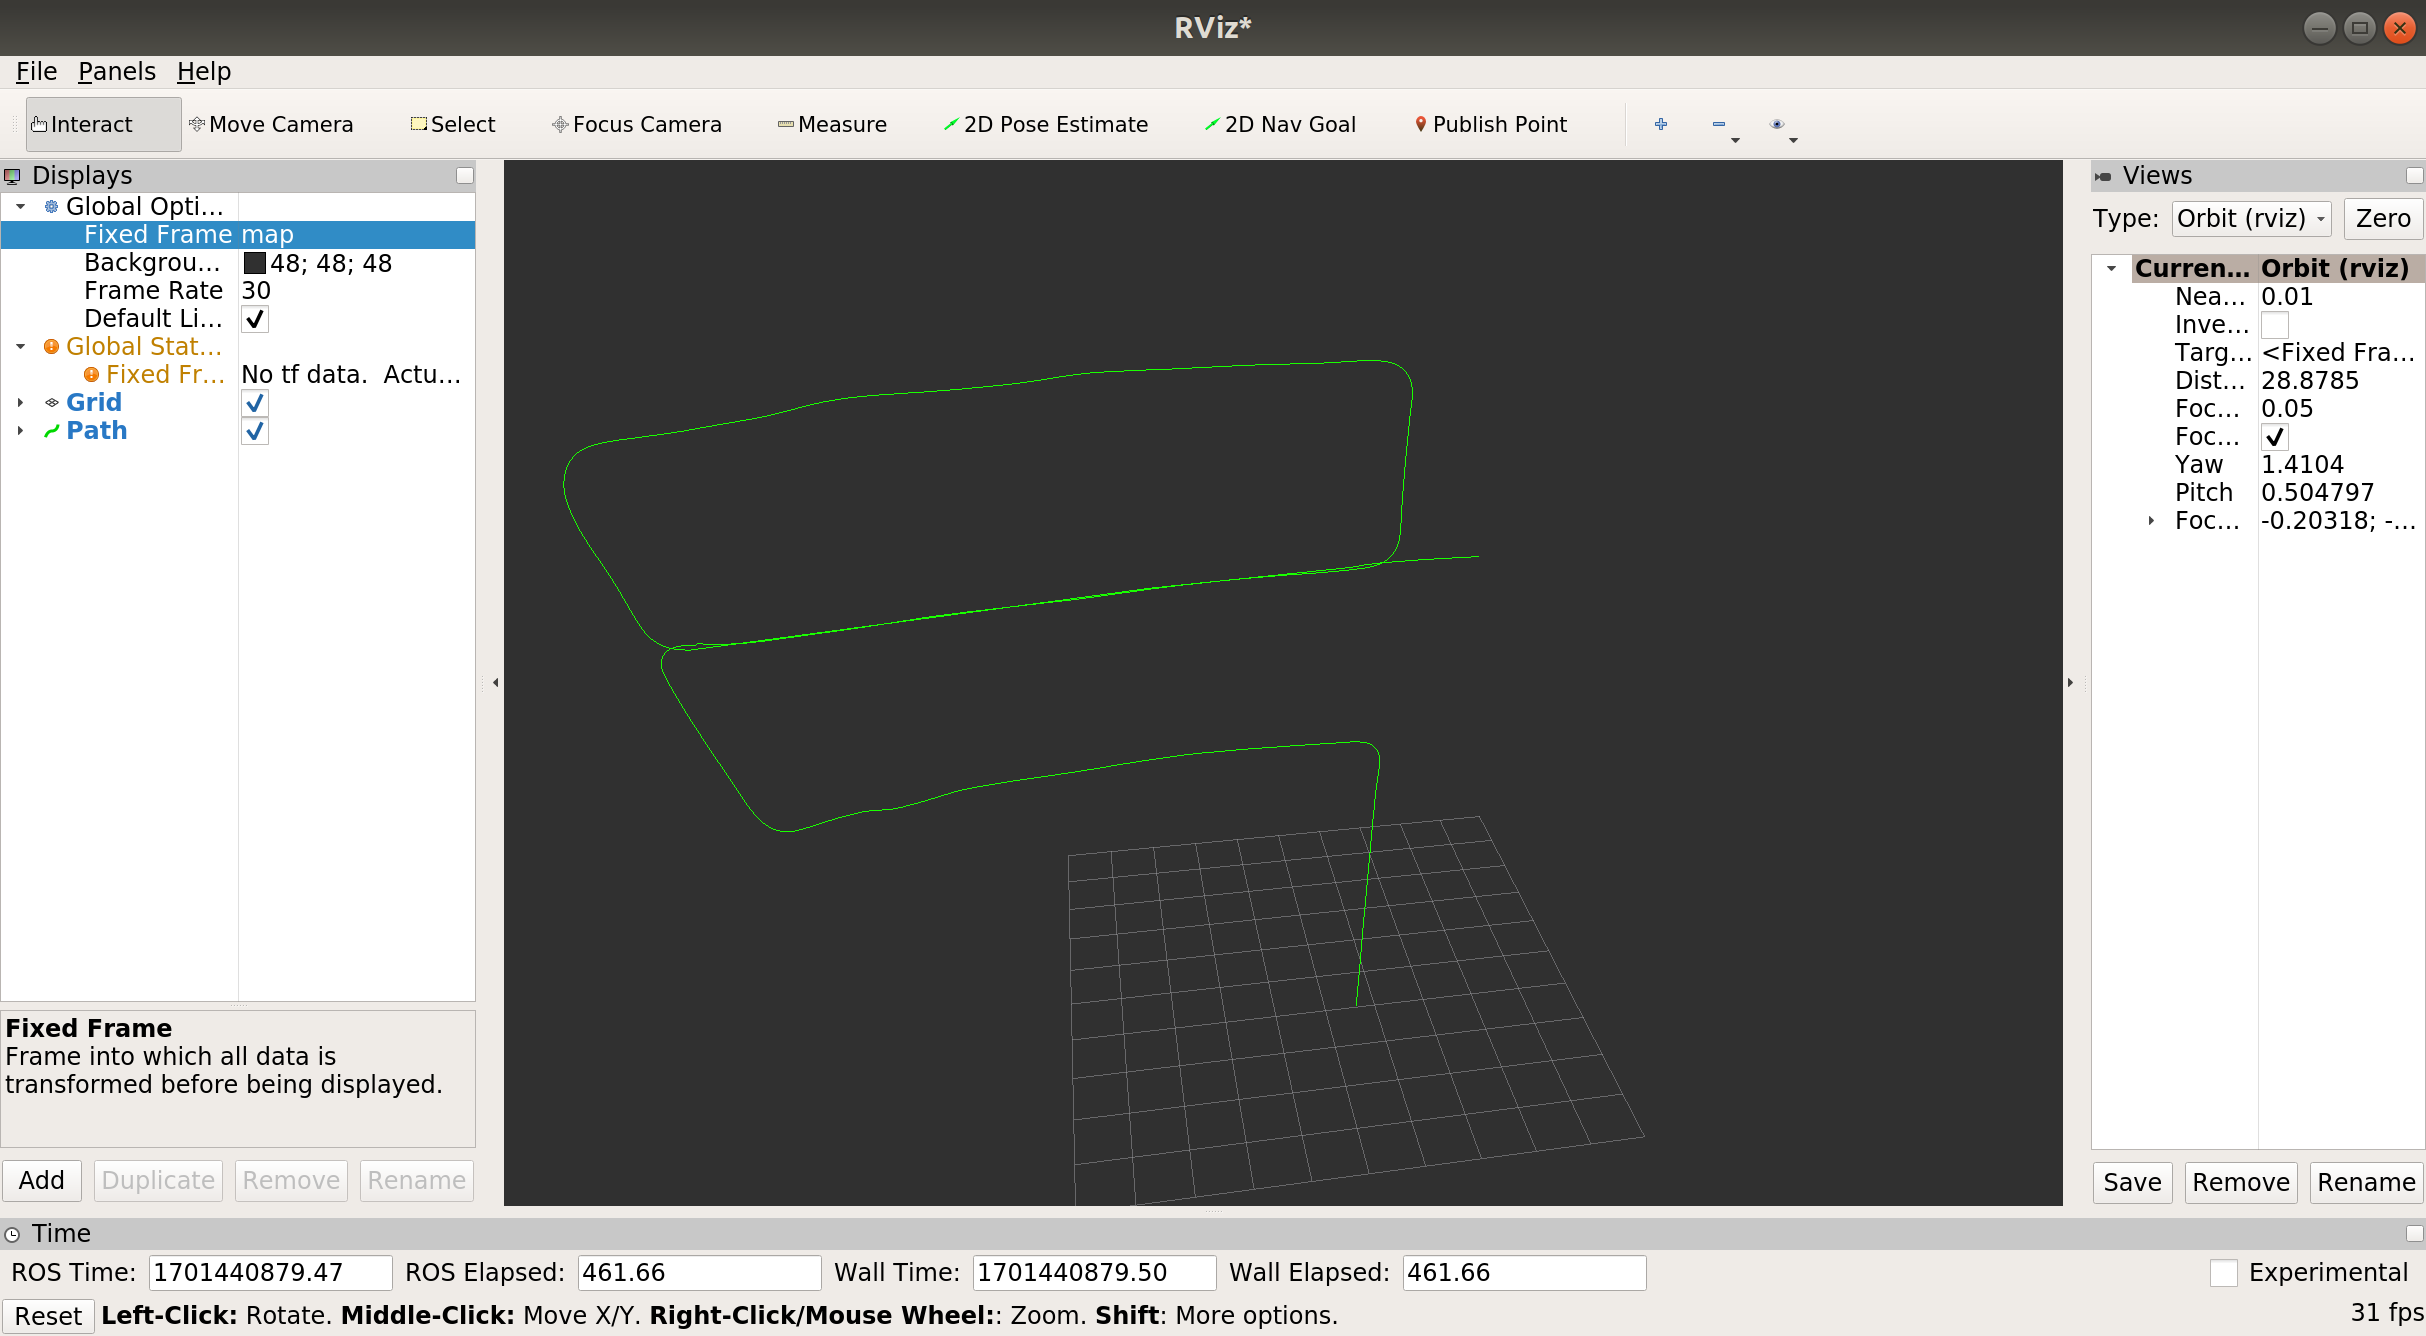 RViz*
File Panels Help
Interact Move Camera Select Focus Camera Measure 2D Pose Estimate 2D Nav Goal Publish Point
Displays
Global Opti...
Fixed Frame map
Backgrou... 48; 48; 48
Frame Rate 30
Default Li...
Global Stat...
Fixed Fr... No tf data. Actu...
Grid
Path
Fixed Frame
Frame into which all data is
transformed before being displayed.
Add Duplicate Remove Rename
Views
Type: Orbit (rviz) Zero
Curren... Orbit (rviz)
Nea... 0.01
Inve...
Targ... <Fixed Fra...
Dist... 28.8785
Foc... 0.05
Foc...
Yaw 1.4104
Pitch 0.504797
Foc... -0.20318; -...
Save Remove Rename
Time
ROS Time: 1701440879.47 ROS Elapsed: 461.66 Wall Time: 1701440879.50 Wall Elapsed: 461.66 Experimental
Reset Left-Click: Rotate. Middle-Click: Move X/Y. Right-Click/Mouse Wheel:: Zoom. Shift: More options. 31 fps